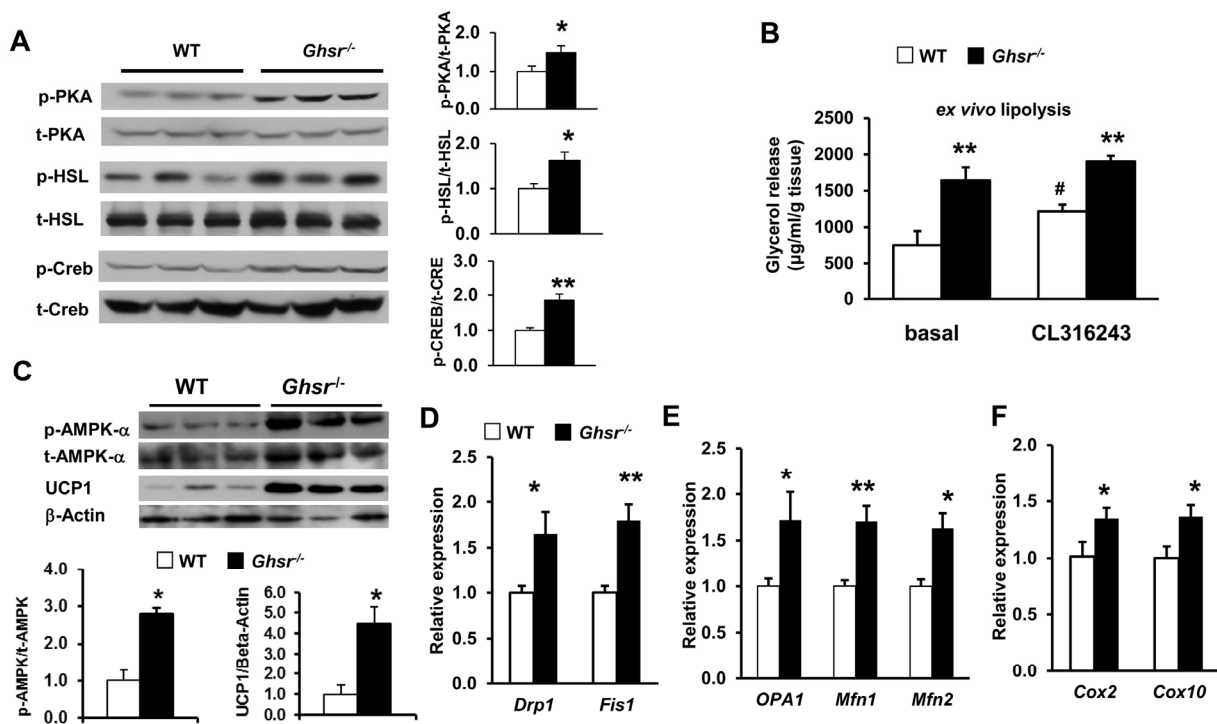 A
WT
Ghsr-/-
p-PKA
t-PKA
p-HSL
t-HSL
p-Creb
t-Creb
p-PKA/t-PKA
2.0
1.0
0.0
*
p-HSL/t-HSL
2.0
1.0
0.0
*
p-CREB/t-CRE
3.0
2.0
1.0
0.0
**
B
WT
Ghsr-/-
ex vivo lipolysis
Glycerol release
(µg/ml/g tissue)
2500
2000
1500
1000
500
0
**
#
**
basal
CL316243
C
WT
Ghsr-/-
p-AMPK-α
t-AMPK-α
UCP1
β-Actin
WT
Ghsr-/-
p-AMPK/t-AMPK
4.0
3.0
2.0
1.0
0.0
*
UCP1/Beta-Actin
6.0
5.0
4.0
3.0
2.0
1.0
0.0
*
D
WT
Ghsr-/-
Relative expression
2.5
2.0
1.5
1.0
0.5
0.0
*
**
Drp1
Fis1
E
Relative expression
2.5
2.0
1.5
1.0
0.5
0.0
*
**
*
OPA1
Mfn1
Mfn2
F
Relative expression
2.0
1.5
1.0
0.5
0.0
*
*
Cox2
Cox10